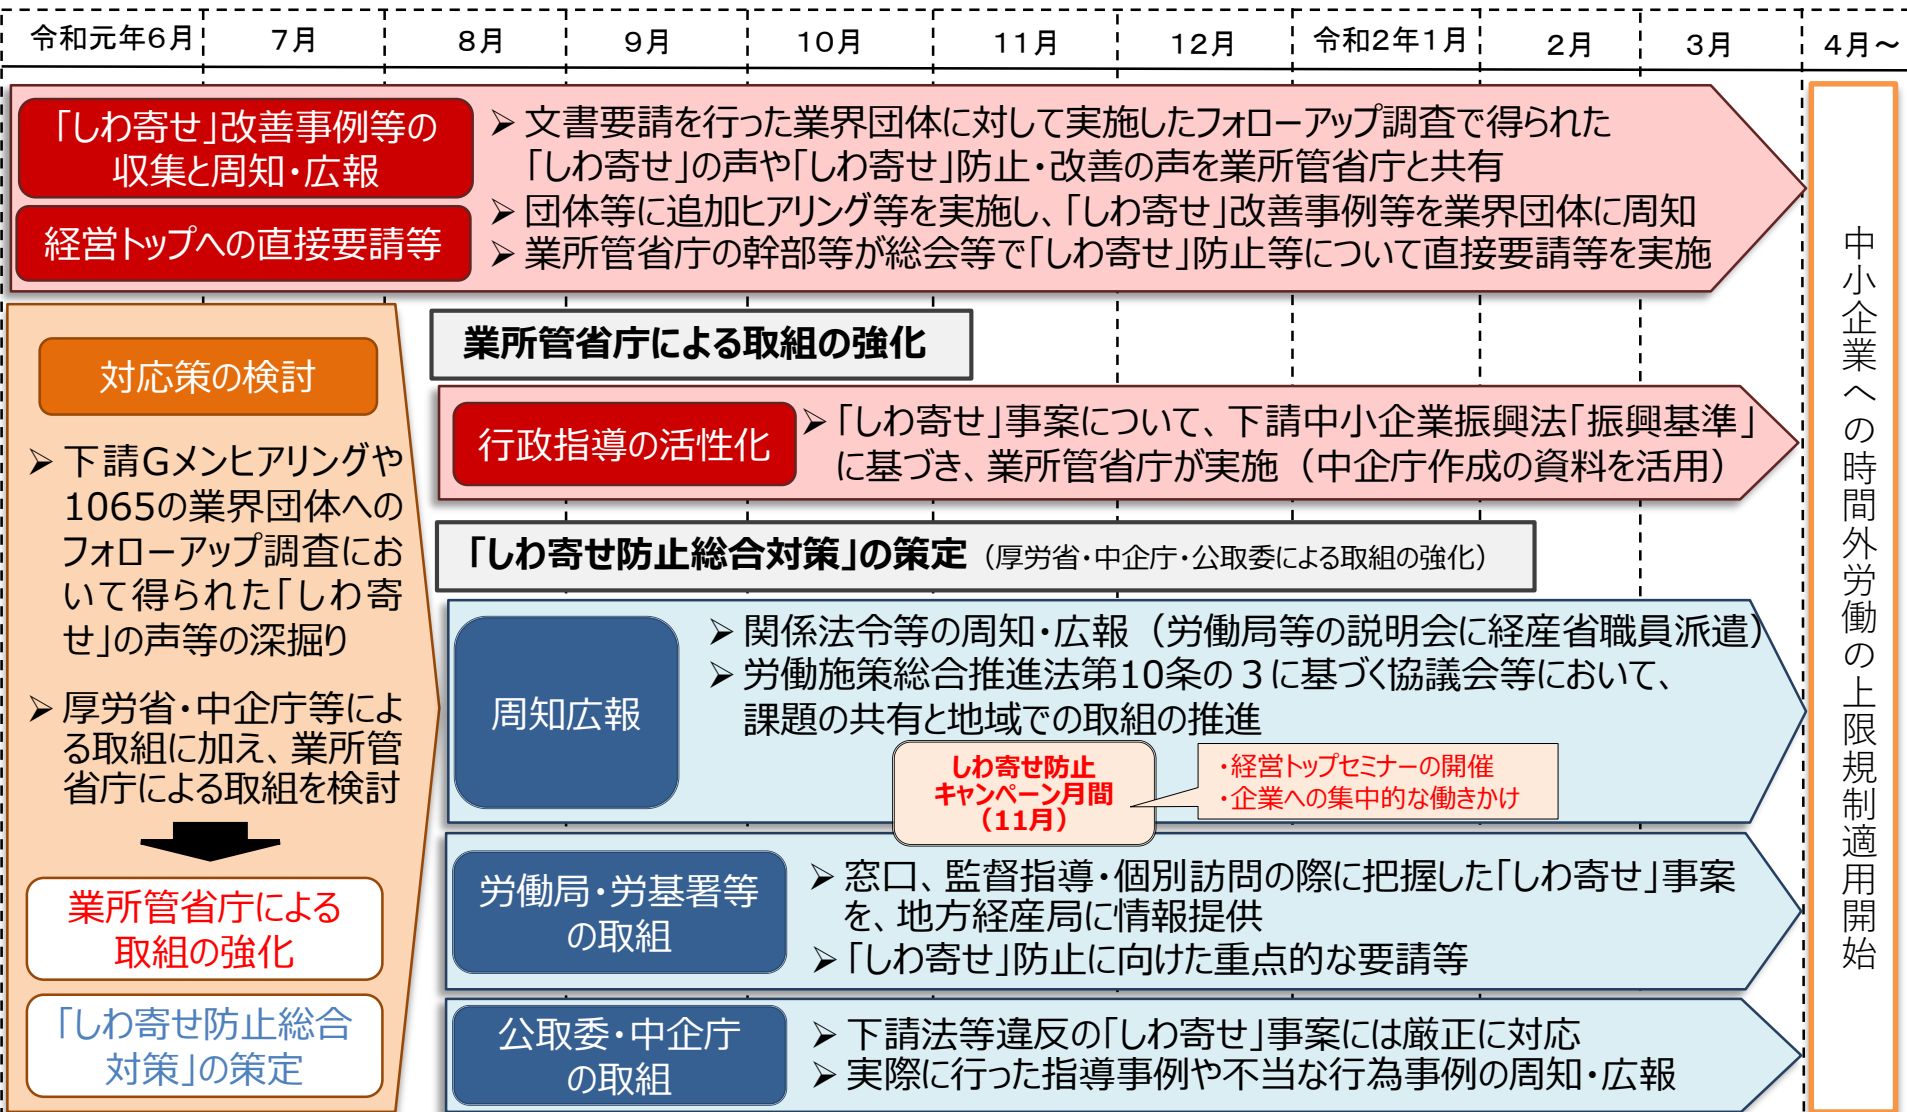 令和元年6月 7月 8月 9月 10月 11月 12月 令和2年1月 2月 3月 4月～
「しわ寄せ」改善事例等の
収集と周知・広報
経営トップへの直接要請等
➢文書要請を行った業界団体に対して実施したフォローアップ調査で得られた
「しわ寄せ」の声や「しわ寄せ」防止・改善の声を業所管省庁と共有
➢団体等に追加ヒアリング等を実施し、「しわ寄せ」改善事例等を業界団体に周知
➢業所管省庁の幹部等が総会等で「しわ寄せ」防止等について直接要請等を実施
対応策の検討
➢下請Gメンヒアリングや
1065の業界団体への
フォローアップ調査にお
いて得られた「しわ寄
せ」の声等の深掘り
➢厚労省・中企庁等によ
る取組に加え、業所管
省庁による取組を検討
業所管省庁による
取組の強化
「しわ寄せ防止総合
対策」の策定
業所管省庁による取組の強化
行政指導の活性化
➢「しわ寄せ」事案について、下請中小企業振興法「振興基準」
に基づき、業所管省庁が実施（中企庁作成の資料を活用）
「しわ寄せ防止総合対策」の策定（厚労省・中企庁・公取委による取組の強化）
周知広報
➢関係法令等の周知・広報（労働局等の説明会に経産省職員派遣）
➢労働施策総合推進法第10条の３に基づく協議会等において、
課題の共有と地域での取組の推進
しわ寄せ防止
キャンペーン月間
（11月）
・経営トップセミナーの開催
・企業への集中的な働きかけ
労働局・労基署等
の取組
➢窓口、監督指導・個別訪問の際に把握した「しわ寄せ」事案
を、地方経産局に情報提供
➢「しわ寄せ」防止に向けた重点的な要請等
公取委・中企庁
の取組
➢下請法等違反の「しわ寄せ」事案には厳正に対応
➢実際に行った指導事例や不当な行為事例の周知・広報
中小企業への時間外労働の上限規制適用開始